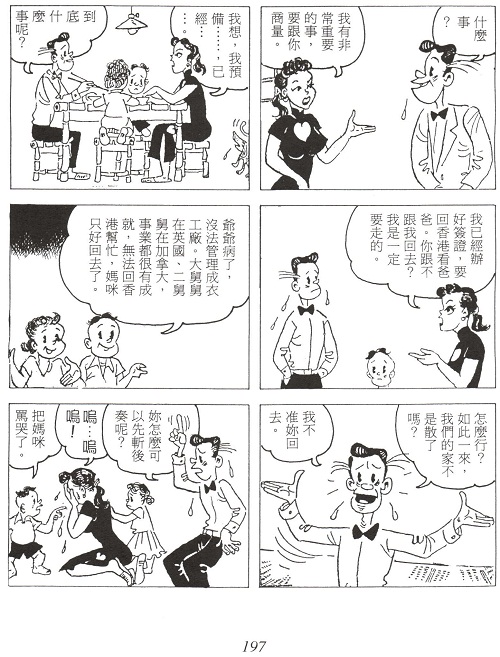 什麼
事?
我有非
常重要
的事,
要跟你
商量。
我想,我預
備……,已
經…
…。
到底什麼
事呢?
我已經辦
好簽證,要
回香港看爸
爸。你跟不
跟我回去?
我是一定
要走的。
爺爺病了,
沒法管理成衣
工廠。大舅舅
在英國、二舅
舅在加拿大,
事業都很有成
就,無法回香
港幫忙,媽咪
只好回去了。
怎麼行?
如此一來,
我們的家不
是散了
嗎?
我不
准妳回
去。
妳怎麼可
以先斬後
奏呢?
嗚…嗚
嗚!
把媽咪
罵哭了。
197